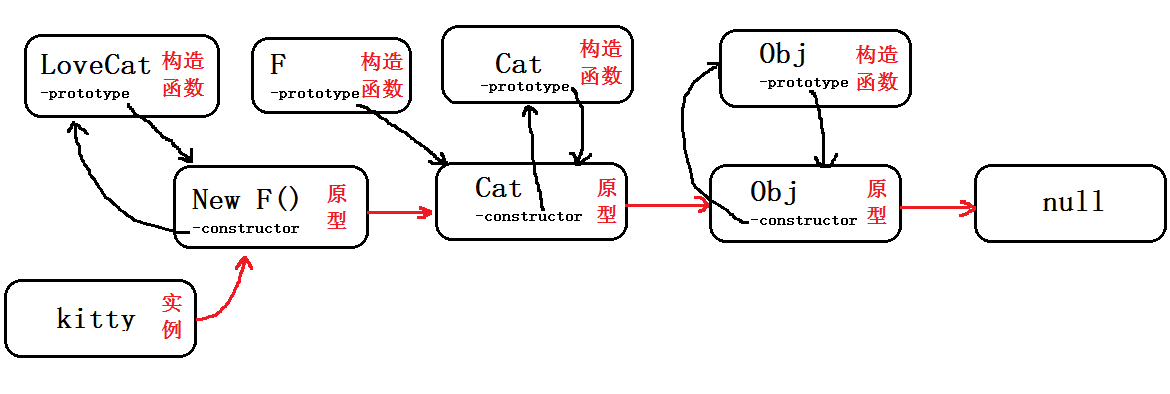 LoveCat
-prototype
构造
函数
F
-prototype
构造
函数
Cat
-prototype
构造
函数
Obj
-prototype
构造
函数
New F()
-constructor
原
型
Cat
-constructor
原
型
Obj
-constructor
原
型
null
kitty
实
例